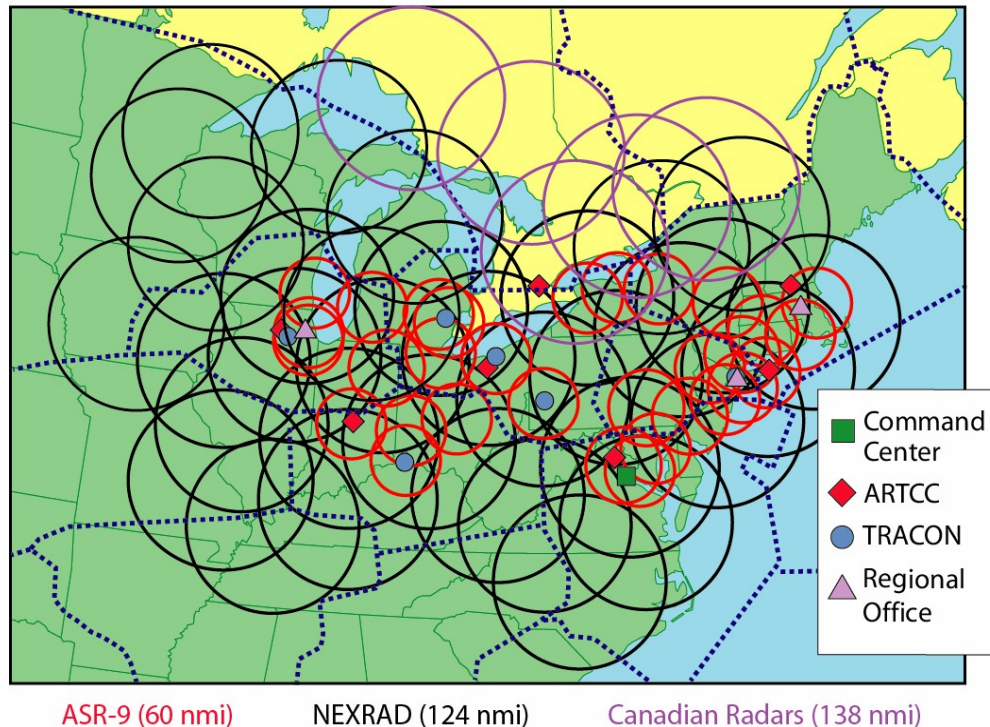 Command
Center
ARTCC
TRACON
Regional
Office
ASR-9 (60 nmi) NEXRAD (124 nmi) Canadian Radars (138 nmi)